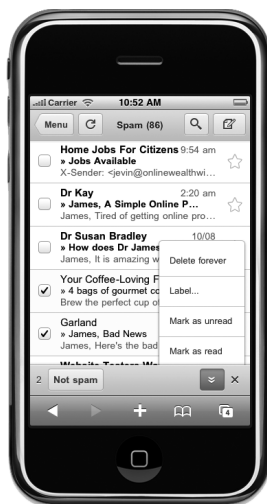 Carrier 10:52 AM
Menu Spam (86)
Home Jobs For Citizens 9:54 am
» Jobs Available
X-Sender: <jevin@onlinewealthwi...
Dr Kay 2:20 am
» James, A Simple Online P...
James, Tired of getting online pro...
Dr Susan Bradley 10/08
» How does Dr James
James, It is amazing w
Delete forever
Your Coffee-Loving F
» 4 bags of gourmet co
Brew the perfect cup of
Label...
Garland
» James, Bad News
James, Here's the bad
Mark as unread
Mark as read
Website Testers
2 Not spam ×
4